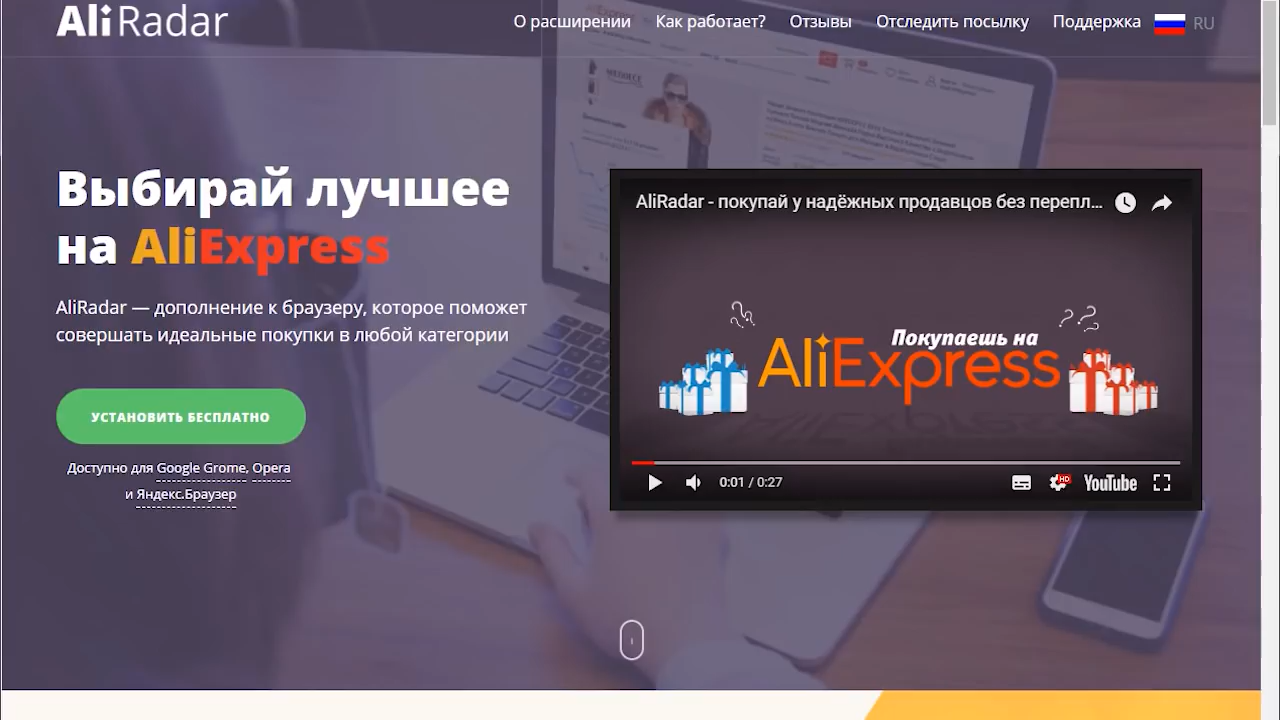 AliRadar
О расширении Как работает? Отзывы Отследить посылку Поддержка RU
Выбирай лучшее
на AliExpress
AliRadar — дополнение к браузеру, которое поможет
совершать идеальные покупки в любой категории
УСТАНОВИТЬ БЕСПЛАТНО
Доступно для Google Grome, Opera
и Яндекс.Браузер
AliRadar - покупай у надёжных продавцов без перепл...
Покупаешь на
AliExpress
0:01 / 0:27
HD
YouTube